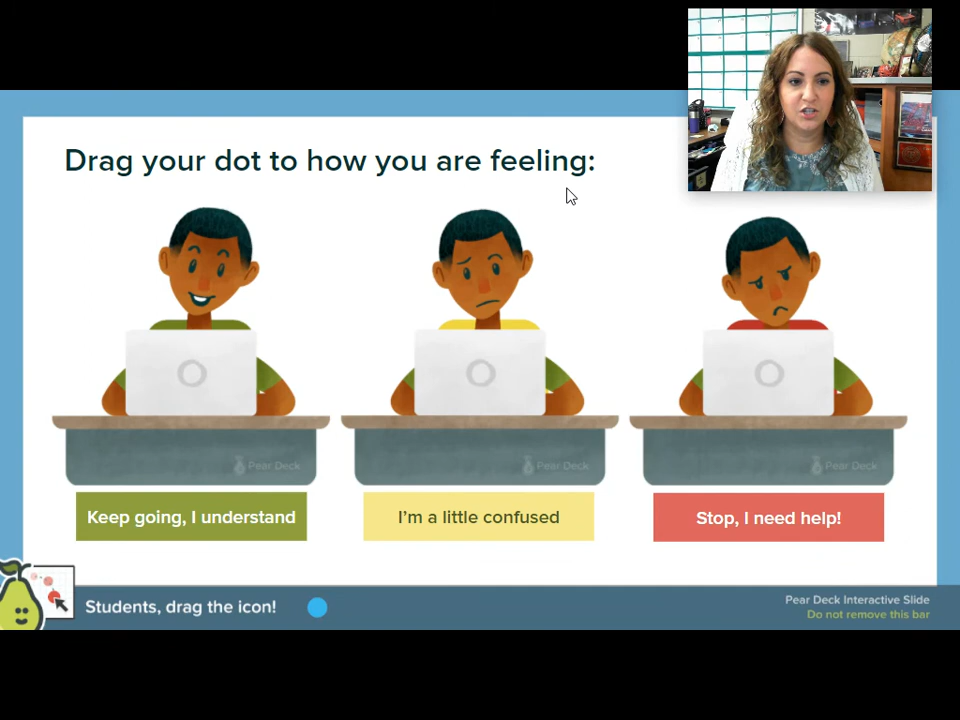 Drag your dot to how you are feeling:
Pear Deck
Pear Deck
Pear Deck
Keep going, I understand
I'm a little confused
Stop, I need help!
Students, drag the icon!
Pear Deck Interactive Slide
Do not remove this bar